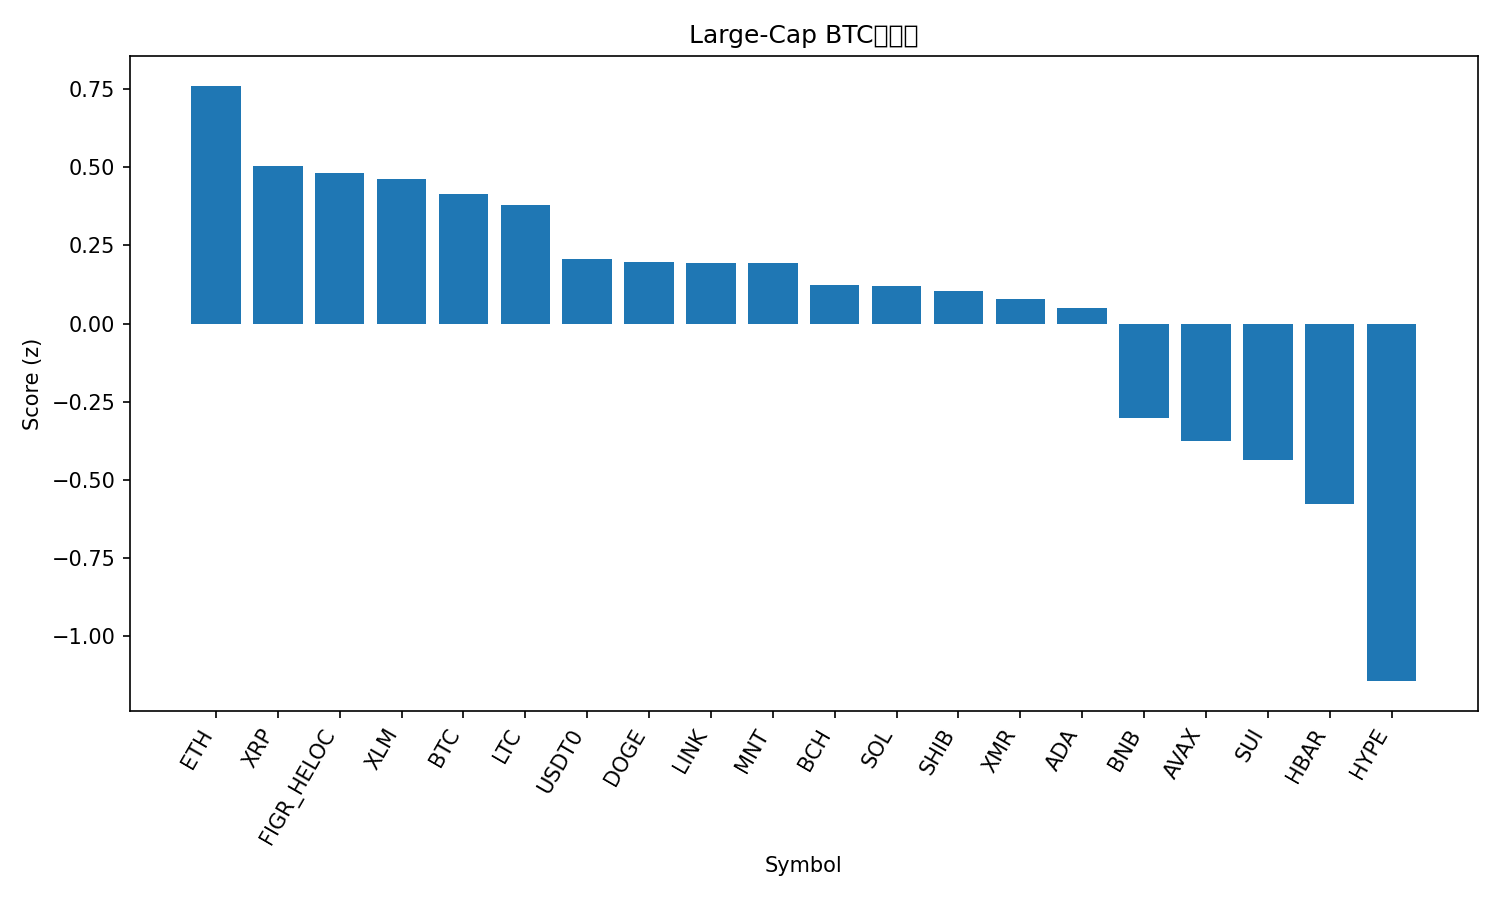 Large-Cap BTC
0.75
0.50
0.25
0.00
−0.25
−0.50
−0.75
−1.00
Score (z)
ETH
XRP
FIGR_HELOC
XLM
BTC
LTC
USDT0
DOGE
LINK
MNT
BCH
SOL
SHIB
XMR
ADA
BNB
AVAX
SUI
HBAR
HYPE
Symbol